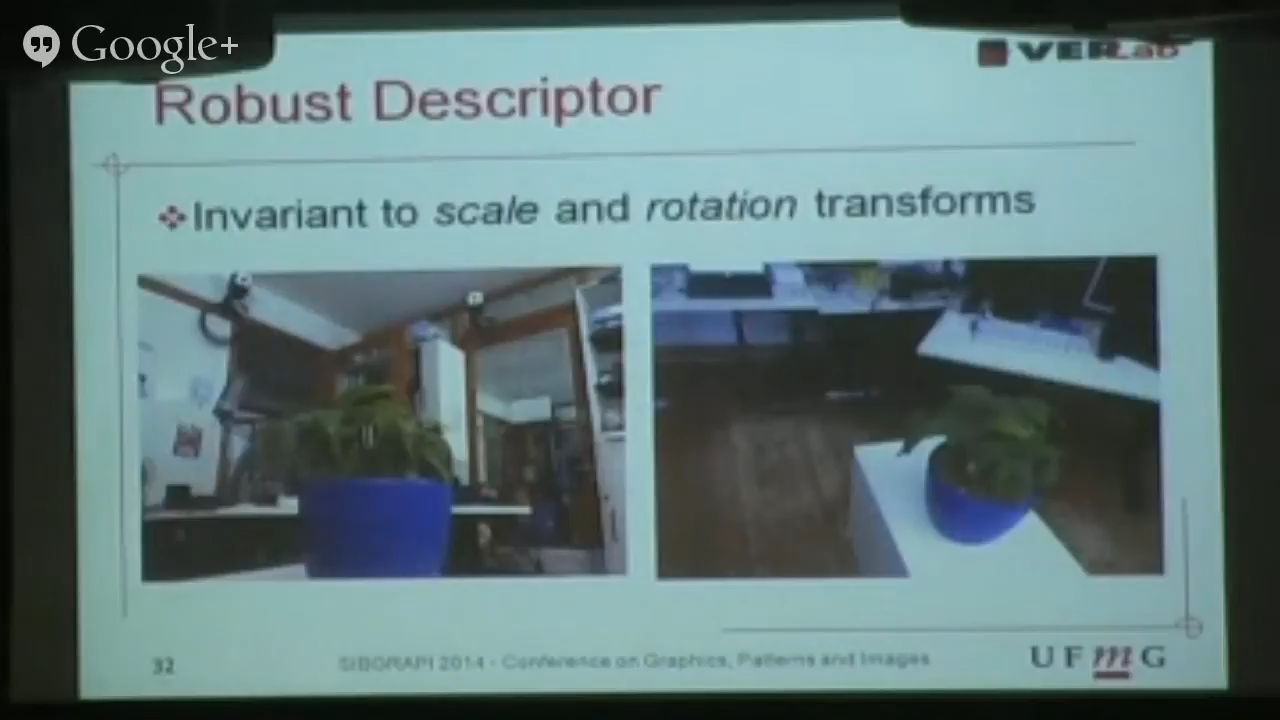 Google+
VERLab
Robust Descriptor
Invariant to scale and rotation transforms
32
SIBGRAPI 2014 - Conference on Graphics, Patterns and Images
UFMG